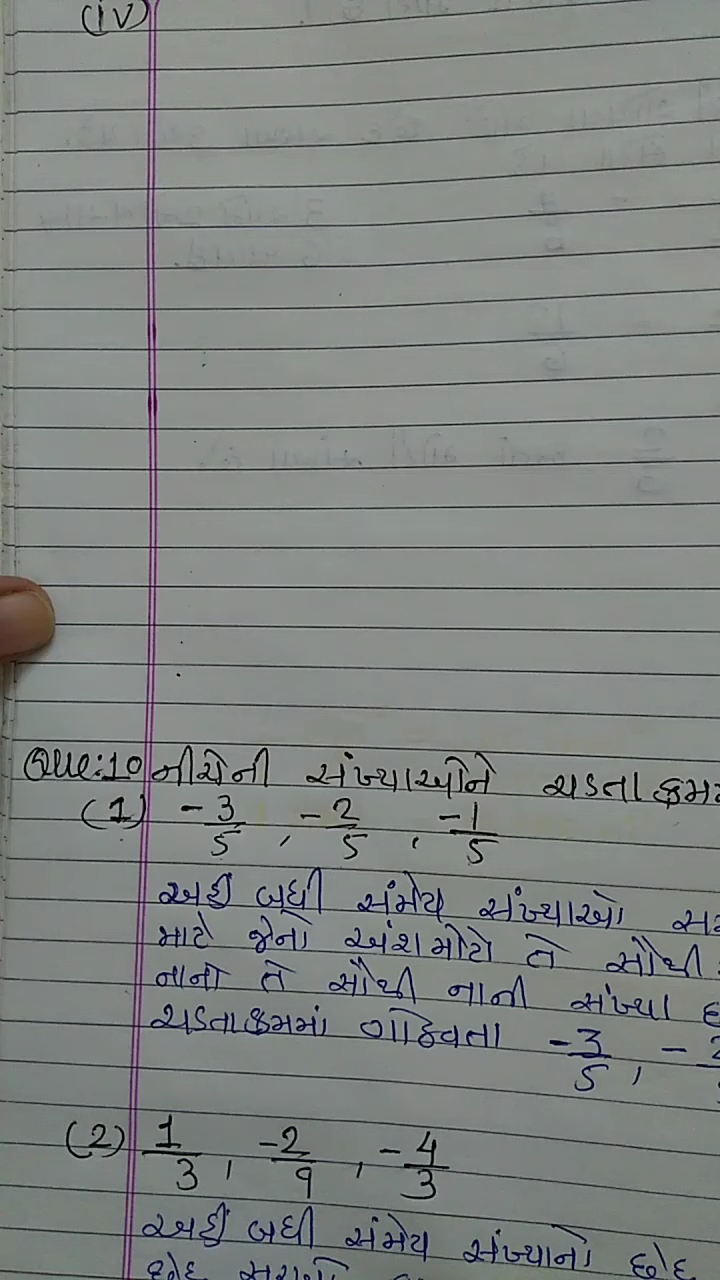 (iv)
Que:10 નીચેની સંખ્યાઓને ચડતાક્રમ
(1) -3/5 , -2/5 , -1/5
અહીં બધી સંમેય સંખ્યાઓ
માટે જેનો અંશ મોટો તે સૌથી
નાનો તે સૌથી નાની સંખ્યા છ
ચડતાક્રમમાં ગોઠવતા -3/5 , -2
(2) 1/3 , -2/9 , -4/3
અહીં બધી સંમેય સંખ્યાનો છેદ
છેદ